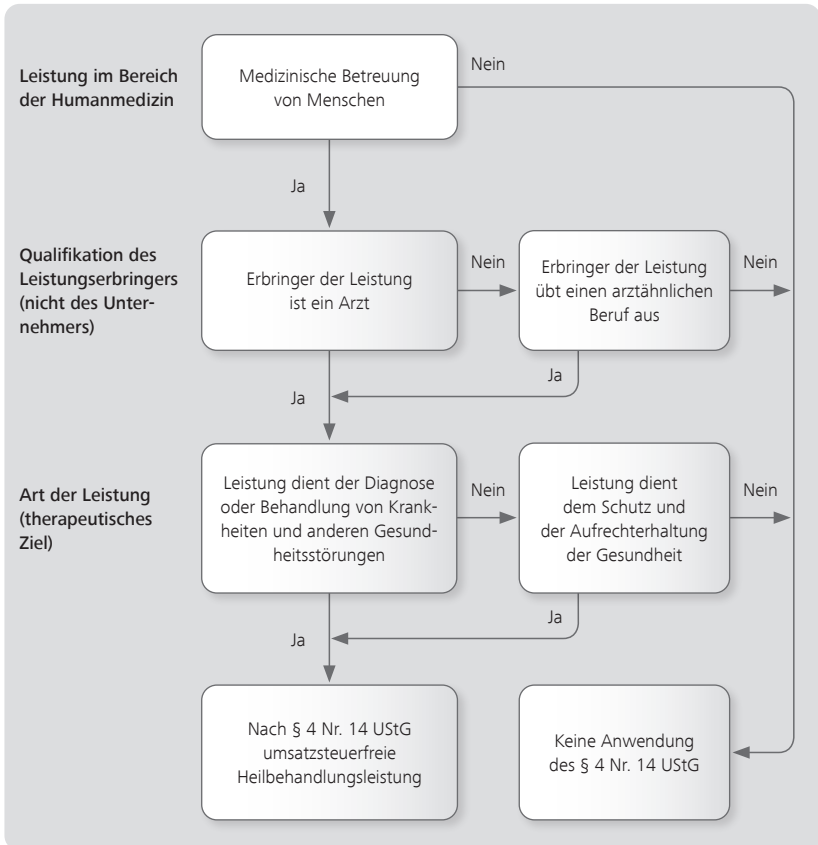 Leistung im Bereich
der Humanmedizin
Medizinische Betreuung
von Menschen
Nein
Ja
Qualifikation des
Leistungserbringers
(nicht des Unter-
nehmers)
Erbringer der Leistung
ist ein Arzt
Nein
Erbringer der Leistung
übt einen arztähnlichen
Beruf aus
Nein
Ja
Ja
Art der Leistung
(therapeutisches
Ziel)
Leistung dient der Diagnose
oder Behandlung von Krank-
heiten und anderen Gesund-
heitsstörungen
Nein
Leistung dient
dem Schutz und
der Aufrechterhaltung
der Gesundheit
Nein
Ja
Ja
Nach § 4 Nr. 14 UStG
umsatzsteuerfreie
Heilbehandlungsleistung
Keine Anwendung
des § 4 Nr. 14 UStG